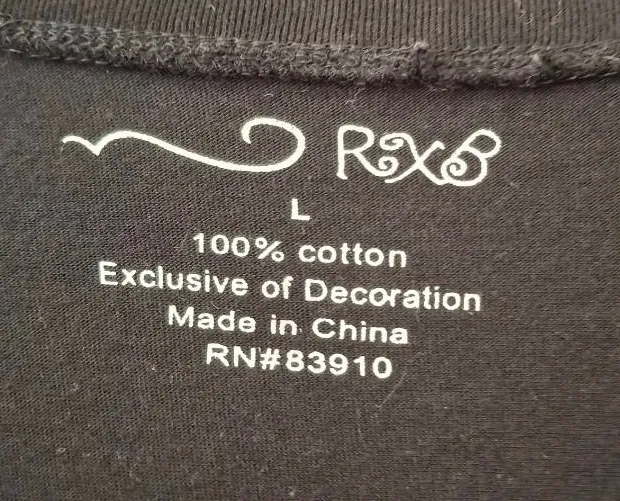 RXB
L
100% cotton
Exclusive of Decoration
Made in China
RN#83910